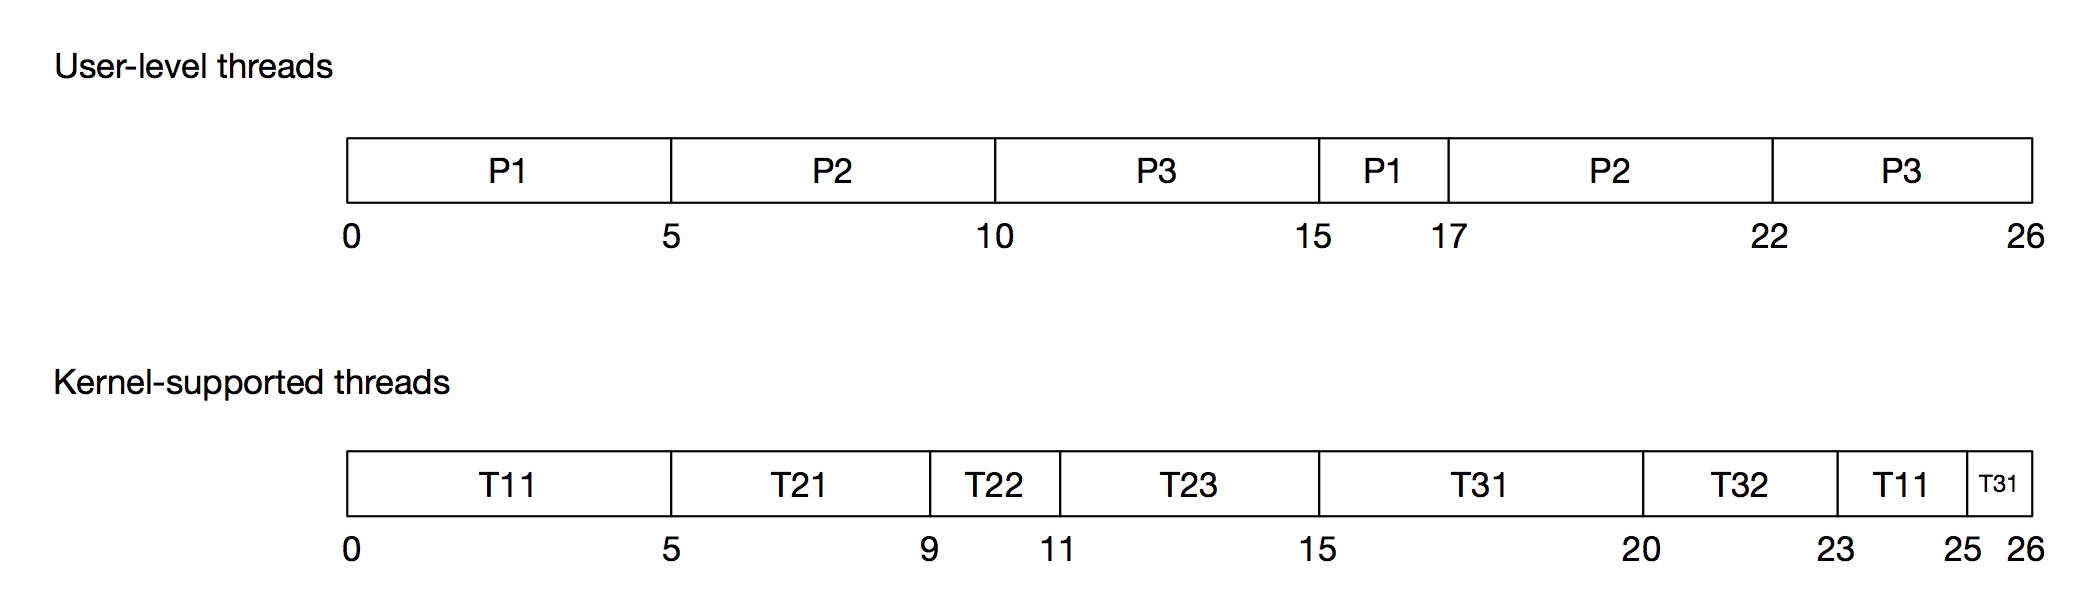 User-level threads
P1 P2 P3 P1 P2 P3
0 5 10 15 17 22 26
Kernel-supported threads
T11 T21 T22 T23 T31 T32 T11 T31
0 5 9 11 15 20 23 25 26